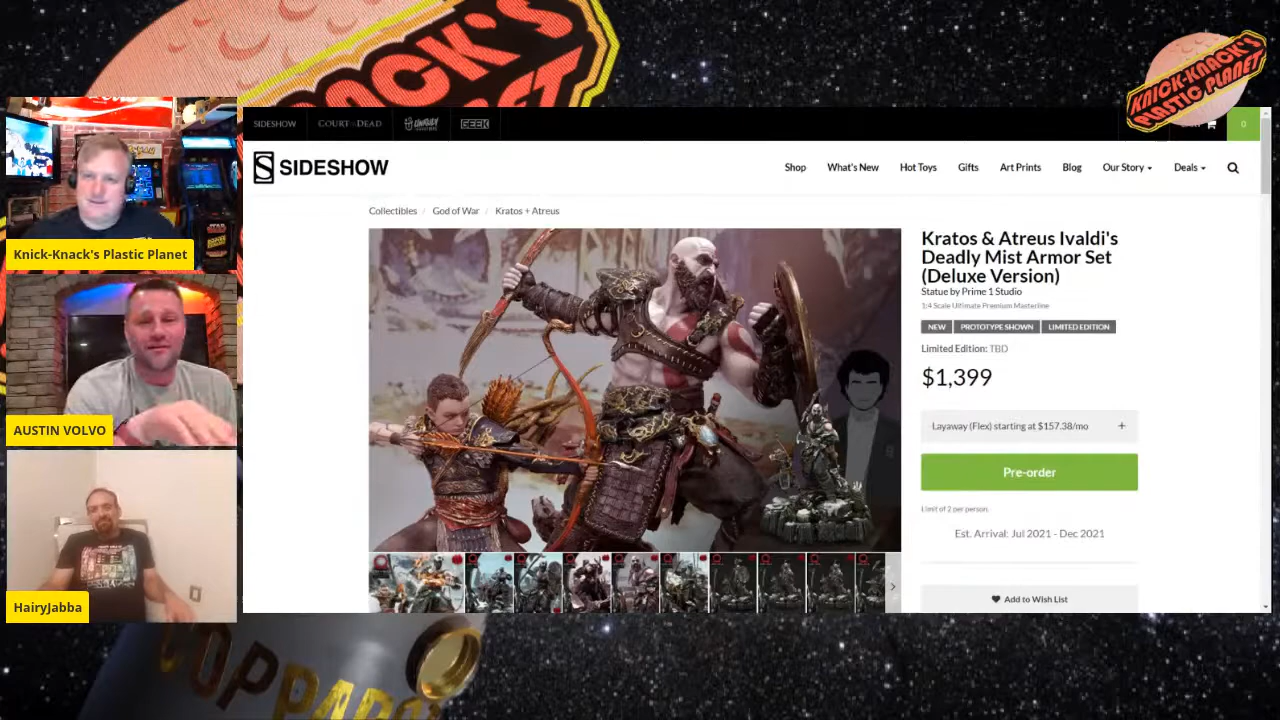 KNICK-KNACK'S
PLASTIC PLANET
SIDESHOW
COURT OF DEAD
UNRULY
GEEK
0
SIDESHOW
Shop
What's New
Hot Toys
Gifts
Art Prints
Blog
Our Story
Deals
Collectibles / God of War / Kratos + Atreus
Kratos & Atreus Ivaldi's
Deadly Mist Armor Set
(Deluxe Version)
Statue by Prime 1 Studio
1:4 Scale Ultimate Premium Masterline
NEW
PROTOTYPE SHOWN
LIMITED EDITION
Limited Edition: TBD
$1,399
Layaway (Flex) starting at $157.38/mo +
Pre-order
Limit of 2 per person.
Est. Arrival: Jul 2021 - Dec 2021
Add to Wish List
Knick-Knack's Plastic Planet
AUSTIN VOLVO
HairyJabba